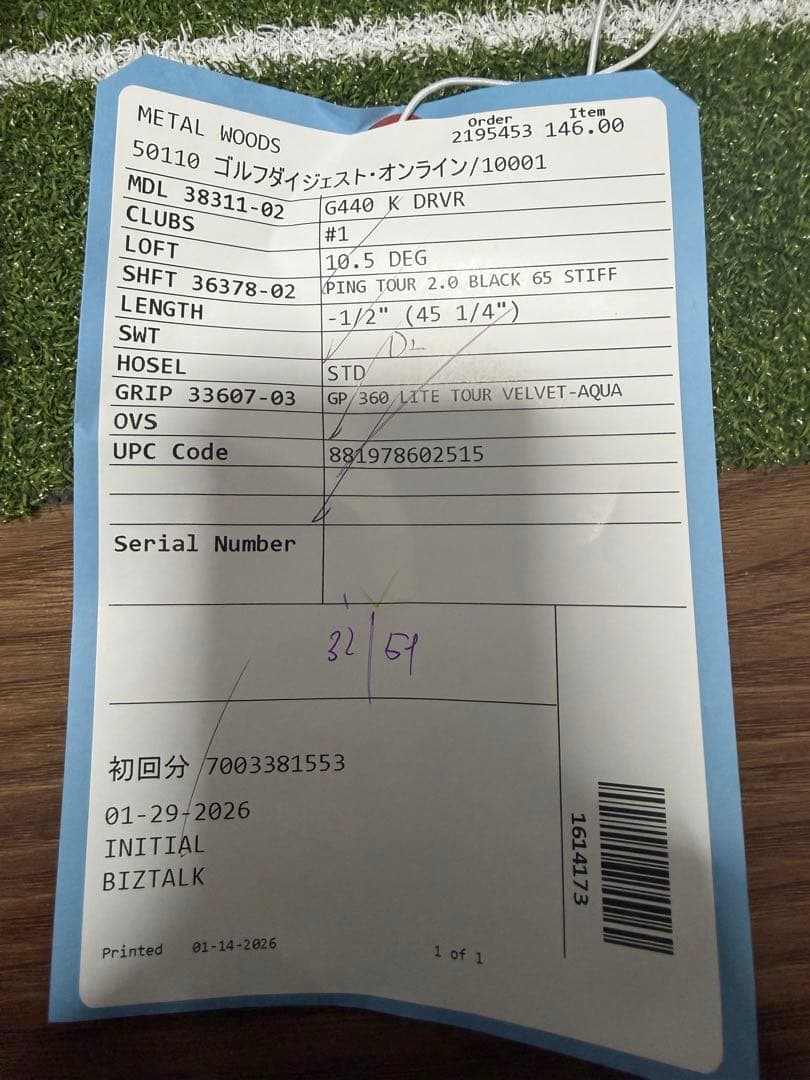 METAL WOODS
Order Item
2195453 146.00
50110 ゴルフダイジェスト・オンライン/10001
MDL 38311-02 G440 K DRVR
CLUBS #1
LOFT 10.5 DEG
SHFT 36378-02 PING TOUR 2.0 BLACK 65 STIFF
LENGTH -1/2" (45 1/4")
SWT
HOSEL STD
GRIP 33607-03 GP 360 LITE TOUR VELVET-AQUA
OVS
UPC Code 881978602515
Serial Number
初回分 7003381553
01-29-2026
INITIAL
BIZTALK
1614173
Printed 01-14-2026 1 of 1